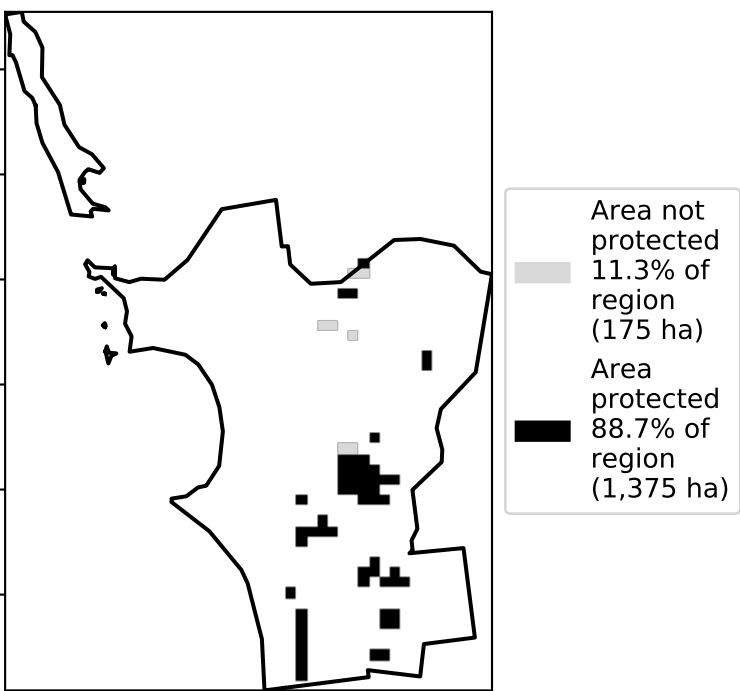 Area not
protected
11.3% of
region
(175 ha)
Area
protected
88.7% of
region
(1,375 ha)